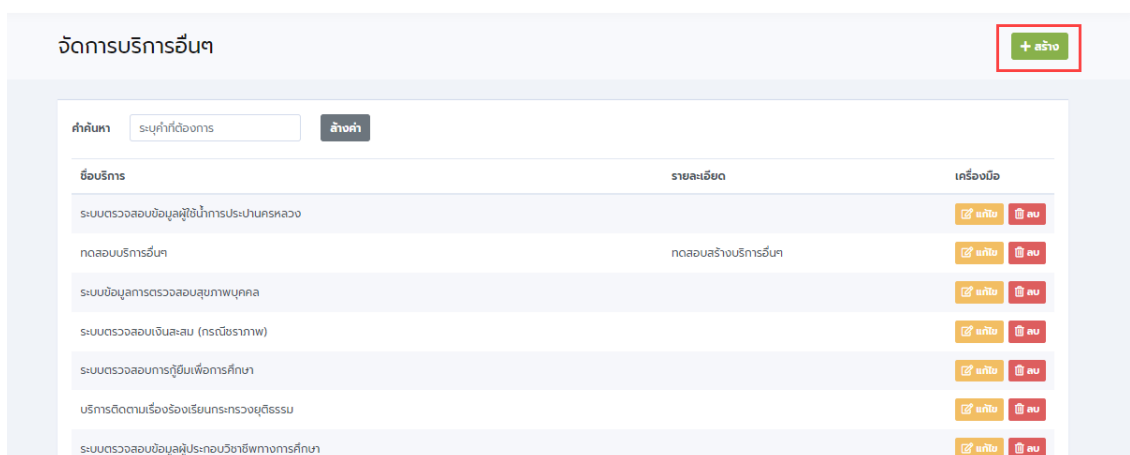 จัดการบริการอื่นๆ
+ สร้าง
คำค้นหา ระบุคำที่ต้องการ ล้างค่า
ชื่อบริการ รายละเอียด เครื่องมือ
ระบบตรวจสอบข้อมูลผู้ใช้น้ำการประปานครหลวง แก้ไข ลบ
ทดสอบบริการอื่นๆ ทดสอบสร้างบริการอื่นๆ แก้ไข ลบ
ระบบข้อมูลการตรวจสอบสุขภาพบุคคล แก้ไข ลบ
ระบบตรวจสอบเงินสะสม (กรณีชราภาพ) แก้ไข ลบ
ระบบตรวจสอบการกู้ยืมเพื่อการศึกษา แก้ไข ลบ
บริการติดตามเรื่องร้องเรียนกระทรวงยุติธรรม แก้ไข ลบ
ระบบตรวจสอบข้อมูลผู้ประกอบวิชาชีพทางการศึกษา แก้ไข ลบ